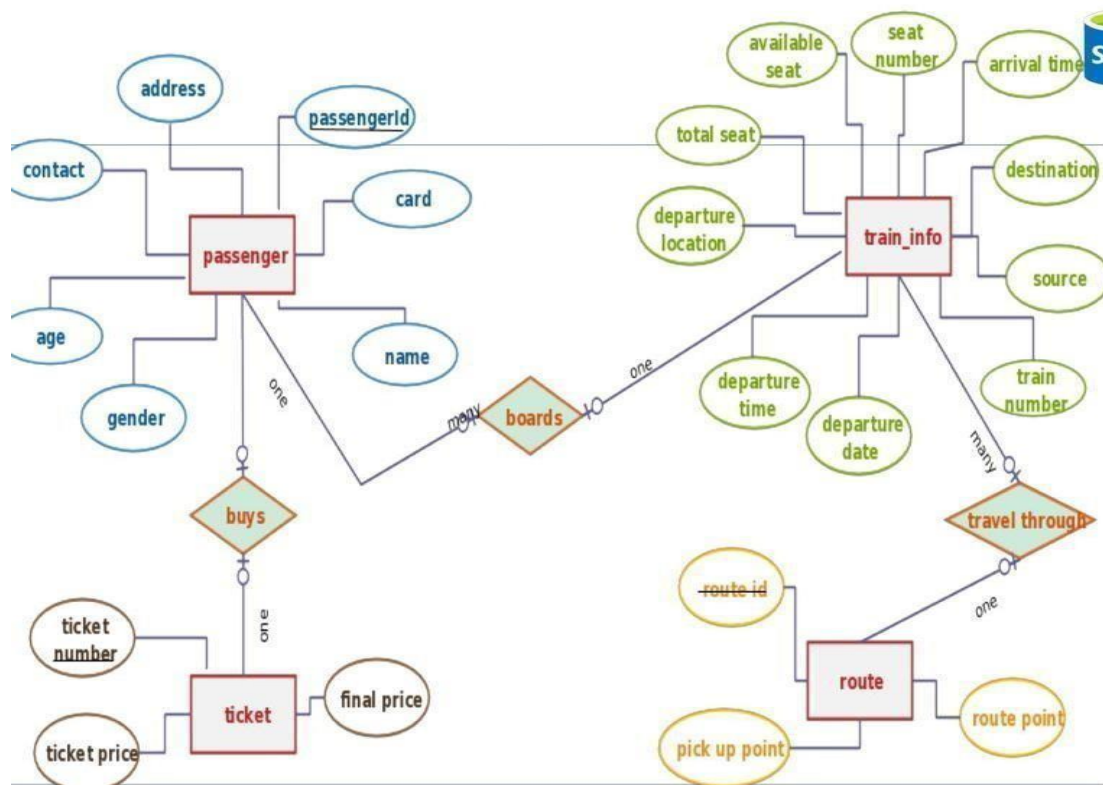 address
passengerId
contact
card
passenger
age
name
gender
one
many
boards
one
buys
one
ticket
number
ticket
final price
ticket price
available
seat
seat
number
arrival time
S
total seat
destination
departure
location
train_info
source
departure
time
departure
date
train
number
many
travel through
one
route id
route
route point
pick up point